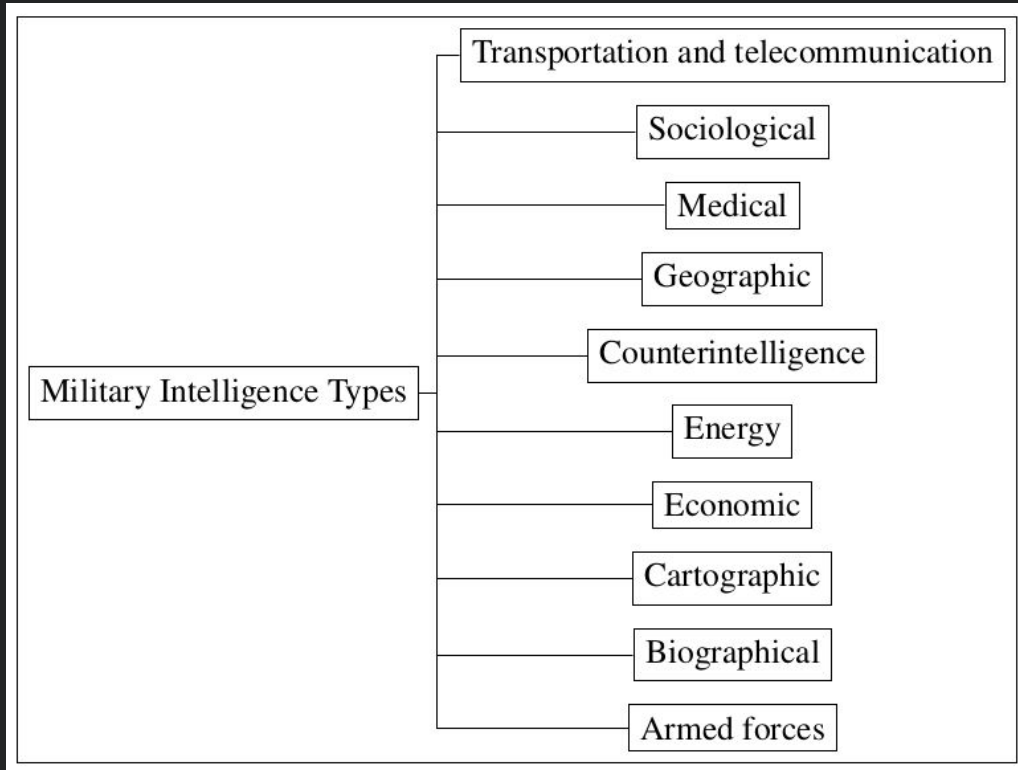 Transportation and telecommunication
Sociological
Medical
Geographic
Counterintelligence
Military Intelligence Types
Energy
Economic
Cartographic
Biographical
Armed forces